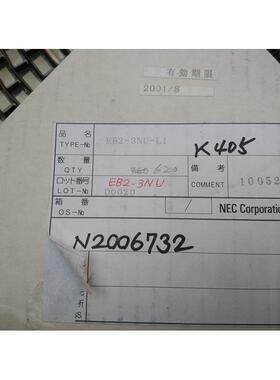 有効期限
2001/8
品名
TYPE-No
EB2-3NU-L1
K405
数量
QTY
620
備考
COMMENT
10052
ロット番号
LOT-No
EB2-3NU
D0020
箱番
OS-No
/
NEC Corporation
N2006732
折
SS